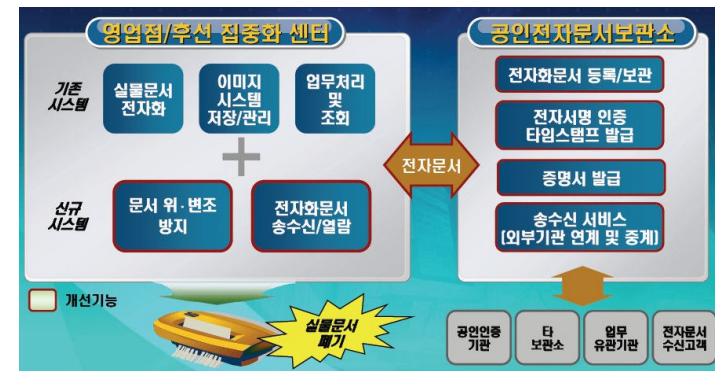 영업점/후선 집중화 센터
기존
시스템
실물문서
전자화
이미지
시스템
저장/관리
업무처리
및
조회
신규
시스템
문서 위·변조
방지
전자화문서
송수신/열람
개선기능
실물문서
폐기
전자문서
공인전자문서보관소
전자화문서 등록/보관
전자서명 인증
타임스탬프 발급
증명서 발급
송수신 서비스
(외부기관 연계 및 중계)
공인인증
기관
타
보관소
업무
유관기관
전자문서
수신고객